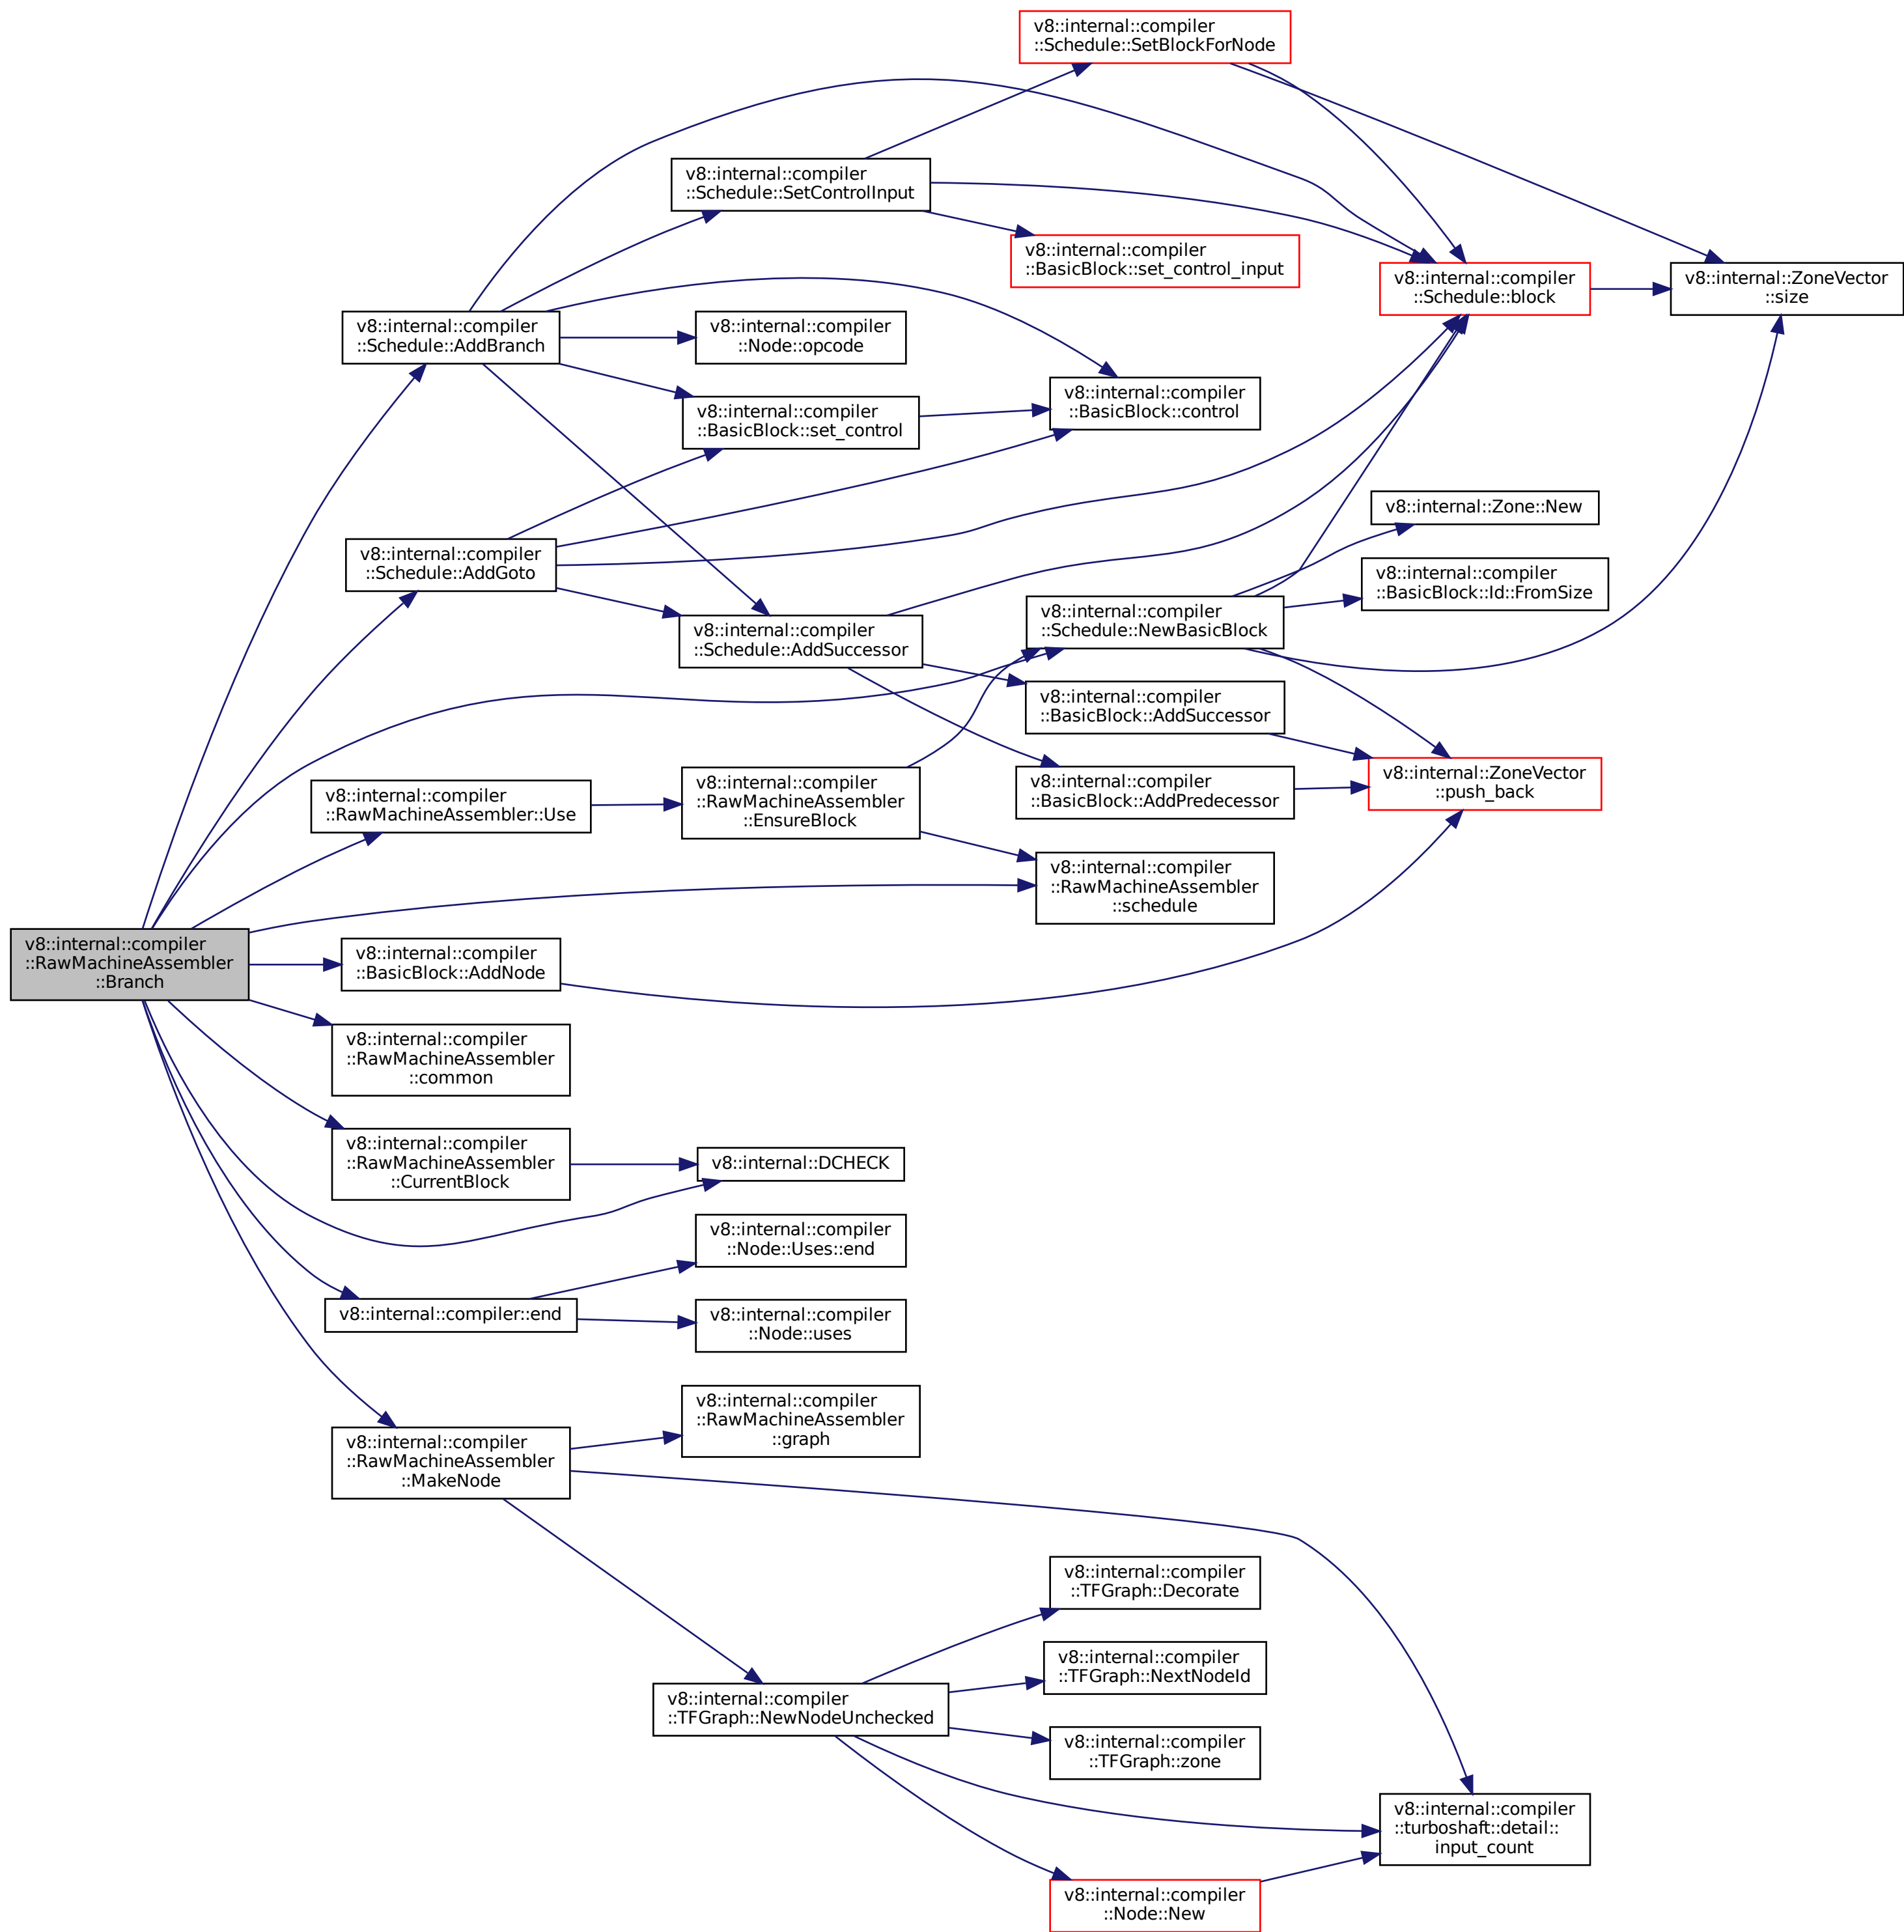 v8::internal::compiler
::Schedule::SetBlockForNode
v8::internal::compiler
::Schedule::SetControlInput
v8::internal::compiler
::BasicBlock::set_control_input
v8::internal::compiler
::Schedule::block
v8::internal::ZoneVector
::size
v8::internal::compiler
::Schedule::AddBranch
v8::internal::compiler
::Node::opcode
v8::internal::compiler
::BasicBlock::control
v8::internal::compiler
::BasicBlock::set_control
v8::internal::Zone::New
v8::internal::compiler
::Schedule::AddGoto
v8::internal::compiler
::BasicBlock::Id::FromSize
v8::internal::compiler
::Schedule::NewBasicBlock
v8::internal::compiler
::Schedule::AddSuccessor
v8::internal::compiler
::BasicBlock::AddSuccessor
v8::internal::compiler
::RawMachineAssembler::Use
v8::internal::compiler
::RawMachineAssembler
::EnsureBlock
v8::internal::compiler
::BasicBlock::AddPredecessor
v8::internal::ZoneVector
::push_back
v8::internal::compiler
::RawMachineAssembler
::schedule
v8::internal::compiler
::RawMachineAssembler
::Branch
v8::internal::compiler
::BasicBlock::AddNode
v8::internal::compiler
::RawMachineAssembler
::common
v8::internal::compiler
::RawMachineAssembler
::CurrentBlock
v8::internal::DCHECK
v8::internal::compiler
::Node::Uses::end
v8::internal::compiler::end
v8::internal::compiler
::Node::uses
v8::internal::compiler
::RawMachineAssembler
::graph
v8::internal::compiler
::RawMachineAssembler
::MakeNode
v8::internal::compiler
::TFGraph::Decorate
v8::internal::compiler
::TFGraph::NextNodeId
v8::internal::compiler
::TFGraph::NewNodeUnchecked
v8::internal::compiler
::TFGraph::zone
v8::internal::compiler
::turboshaft::detail::
input_count
v8::internal::compiler
::Node::New